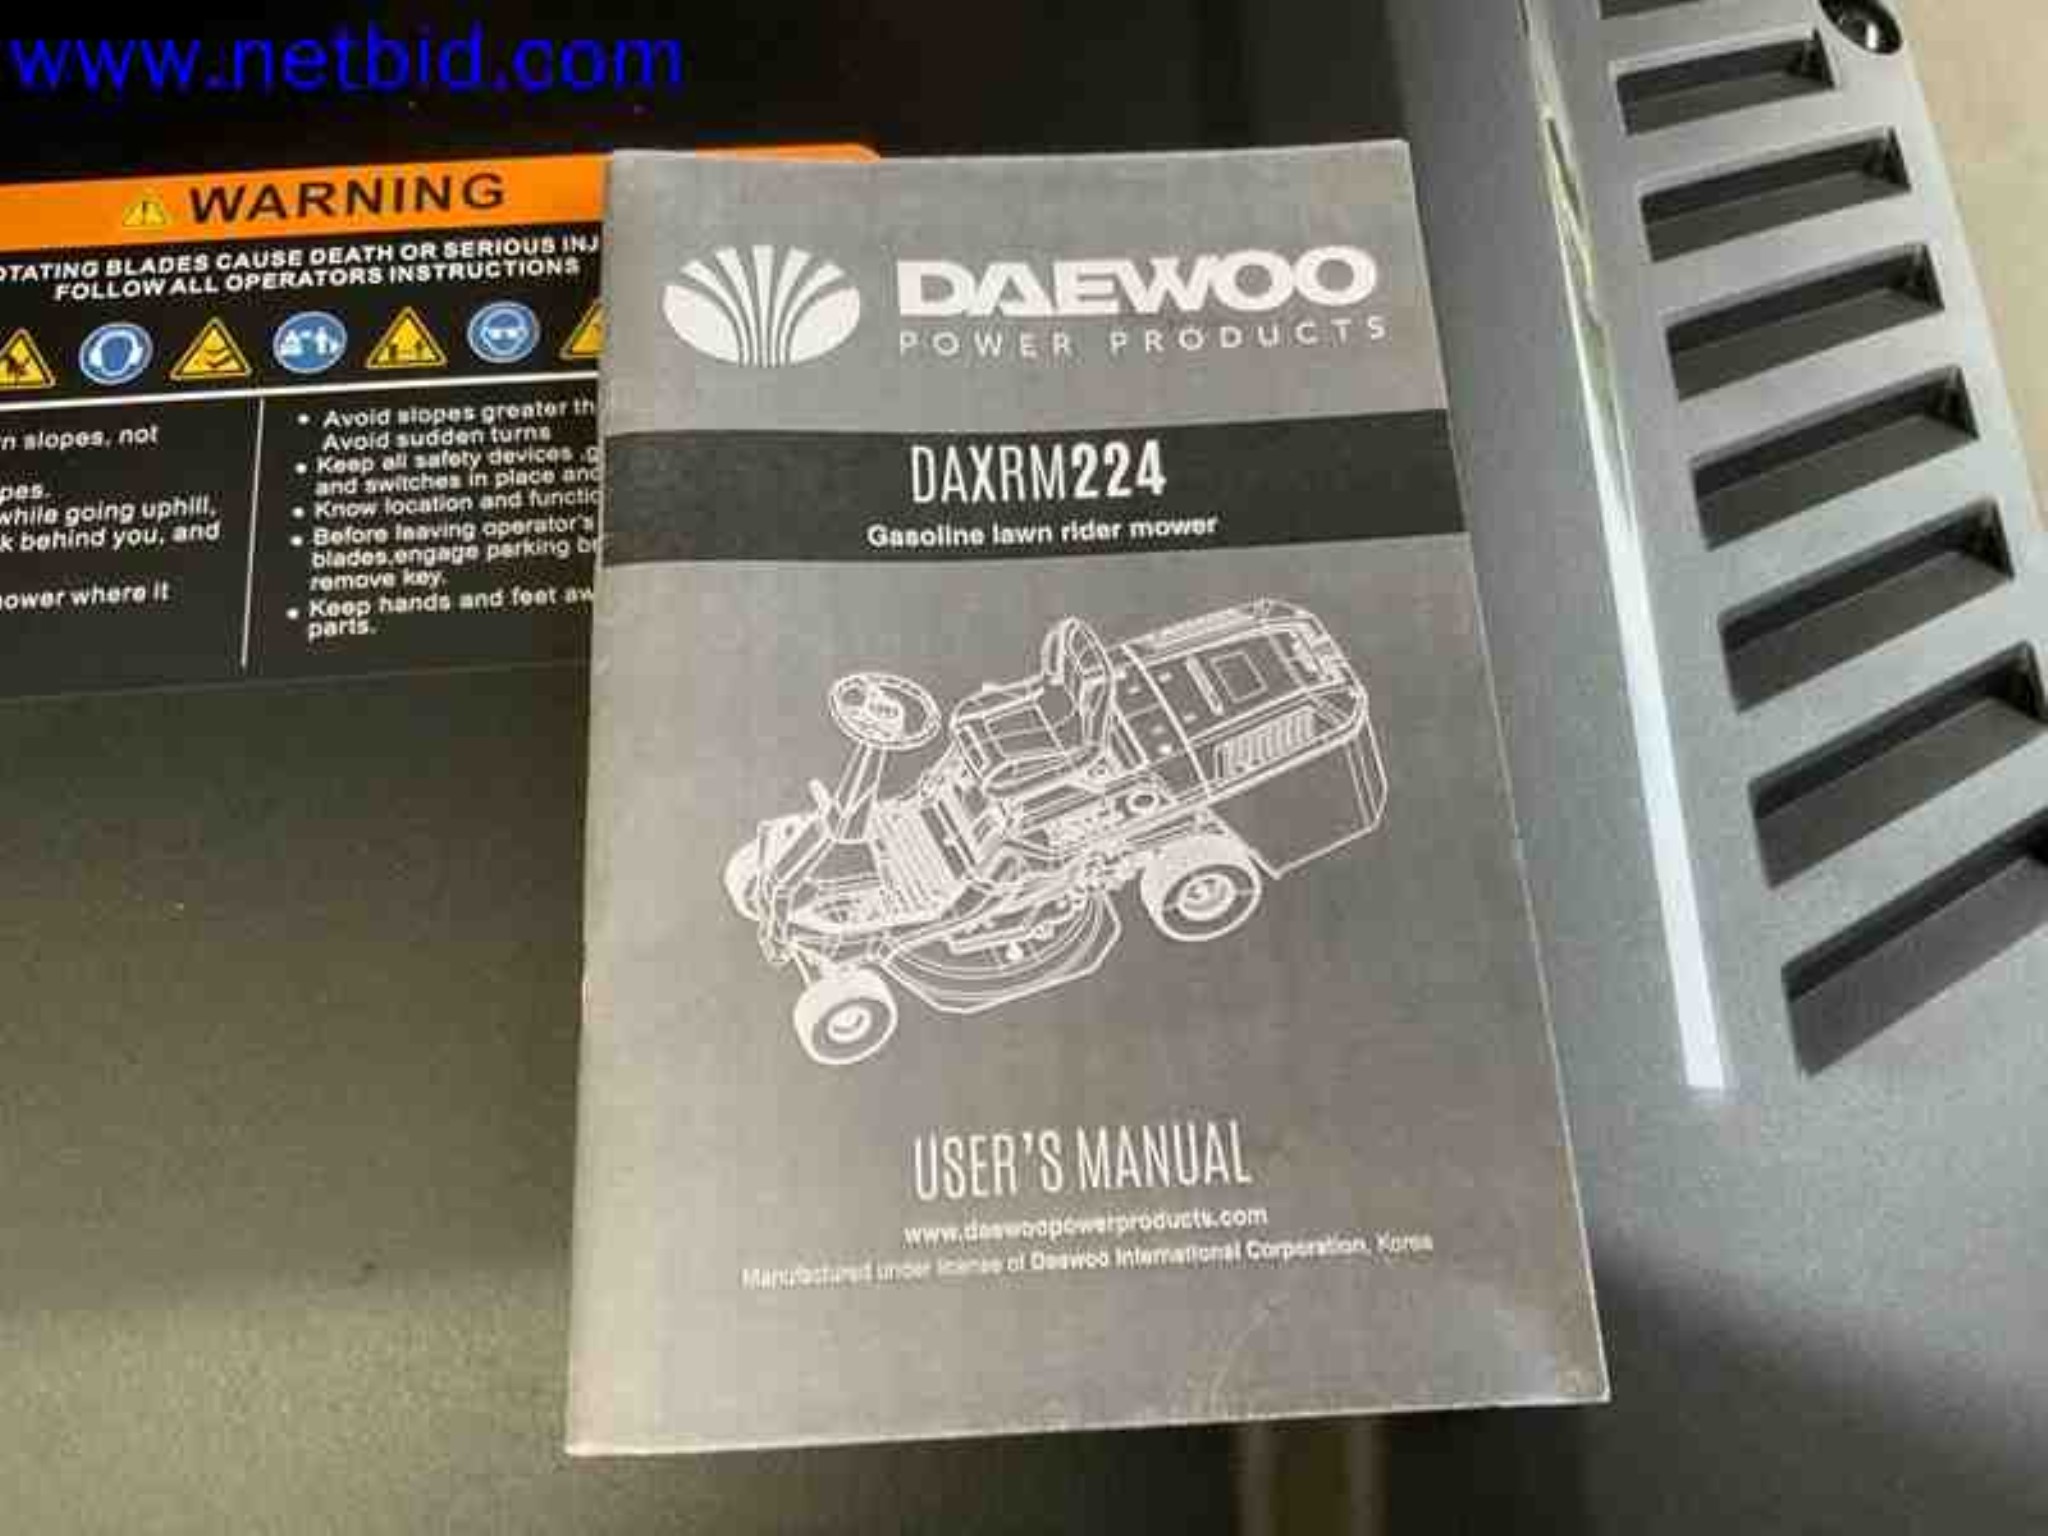 www.netbid.com
WARNING
OTATING BLADES CAUSE DEATH OR SERIOUS INJ
FOLLOW ALL OPERATORS INSTRUCTIONS
n slopes, not
pes.
while going uphill,
k behind you, and
ower where it
• Avoid slopes greater th
Avoid sudden turns
• Keep all safety devices ,g
and switches in place and
• Know location and functio
• Before leaving operator's
blades,engage parking br
remove key.
• Keep hands and feet aw
parts.
DAEWOO
POWER PRODUCTS
DAXRM224
Gasoline lawn rider mower
USER'S MANUAL
www.daewoopowerproducts.com
Manufactured under license of Daewoo International Corporation, Korea